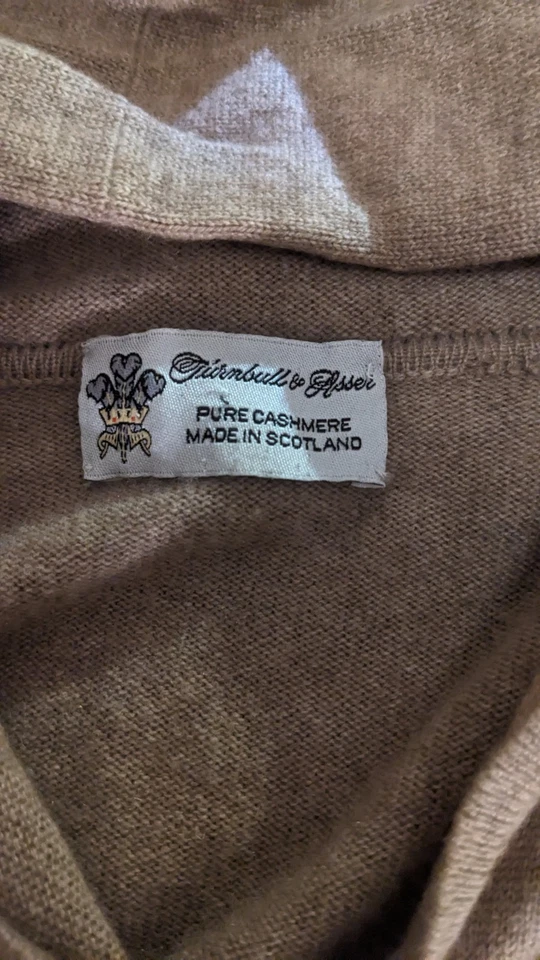 Turnbull & Asser
PURE CASHMERE
MADE IN SCOTLAND